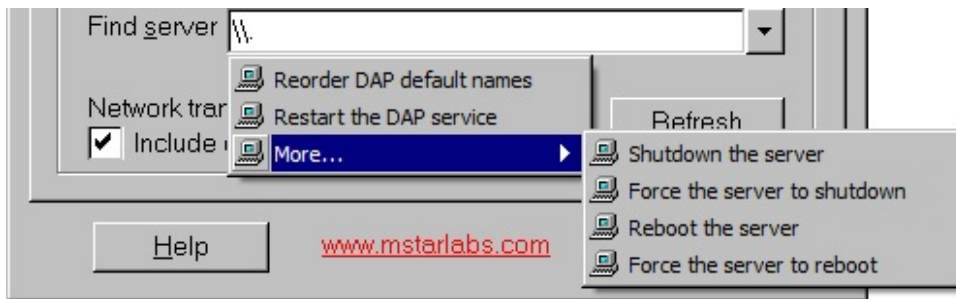 Find server \\.
Reorder DAP default names
Restart the DAP service
More...
Network
Include
Refresh
Shutdown the server
Force the server to shutdown
Reboot the server
Force the server to reboot
Help
www.mstarlabs.com